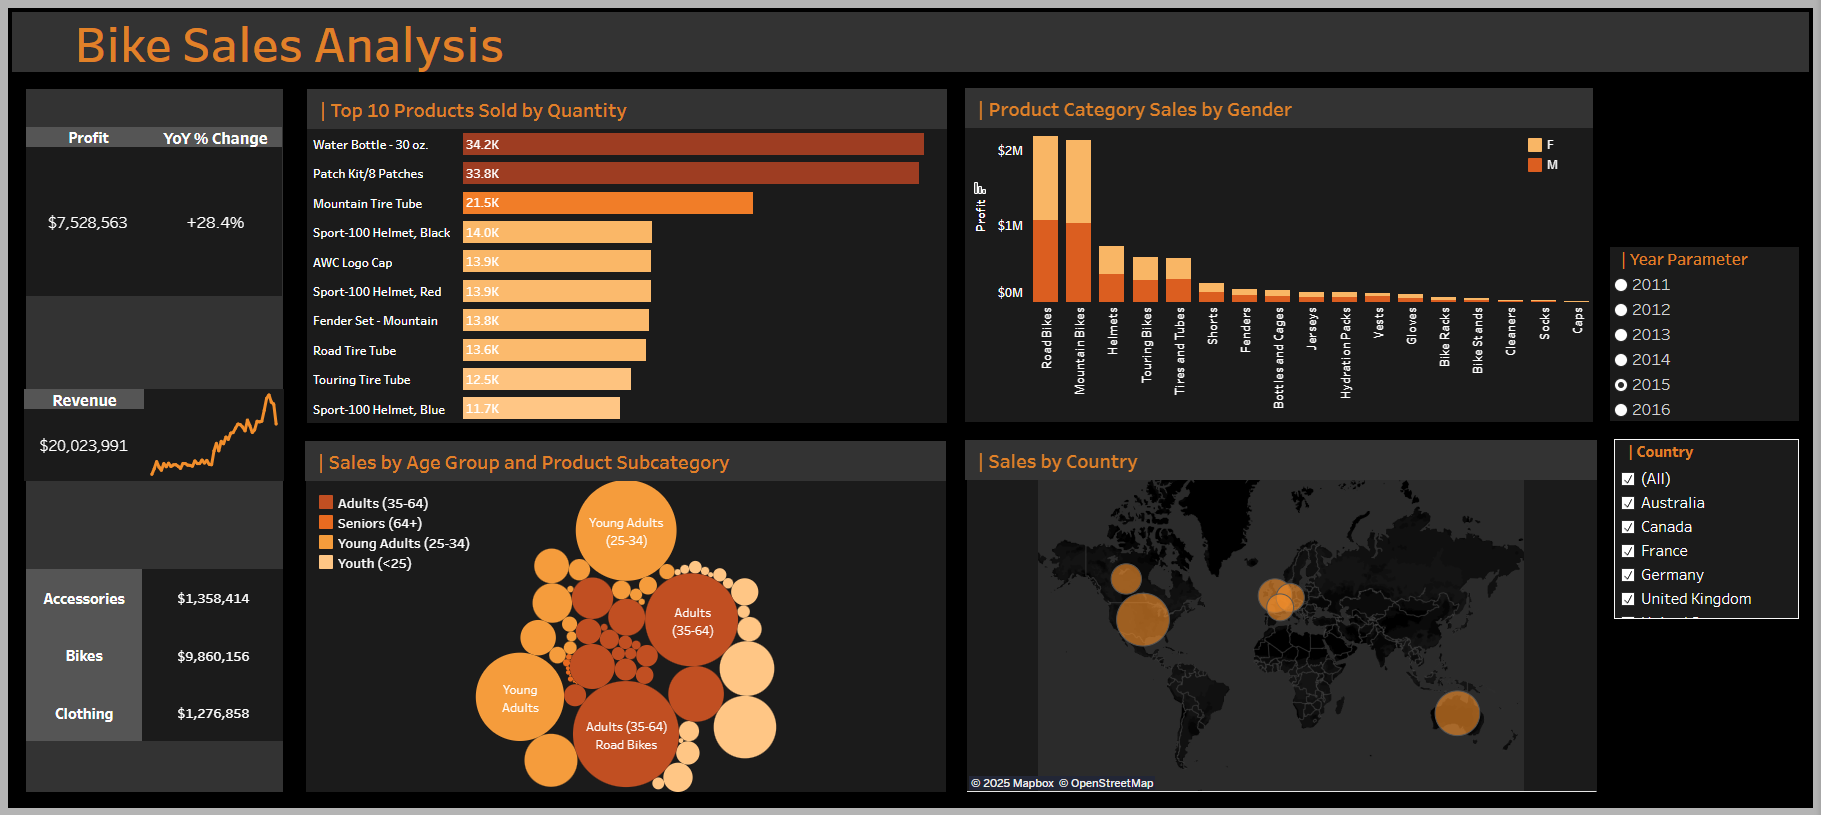 Bike Sales Analysis
Profit YoY % Change
$7,528,563 +28.4%
Revenue
$20,023,991
Accessories $1,358,414
Bikes $9,860,156
Clothing $1,276,858
| Top 10 Products Sold by Quantity
Water Bottle - 30 oz. 34.2K
Patch Kit/8 Patches 33.8K
Mountain Tire Tube 21.5K
Sport-100 Helmet, Black 14.0K
AWC Logo Cap 13.9K
Sport-100 Helmet, Red 13.9K
Fender Set - Mountain 13.8K
Road Tire Tube 13.6K
Touring Tire Tube 12.5K
Sport-100 Helmet, Blue 11.7K
| Product Category Sales by Gender
F
M
Profit
$2M
$1M
$0M
Road Bikes
Mountain Bikes
Helmets
Touring Bikes
Tires and Tubes
Shorts
Fenders
Bottles and Cages
Jerseys
Hydration Packs
Vests
Gloves
Bike Racks
Bike Stands
Cleaners
Socks
Caps
| Sales by Age Group and Product Subcategory
Adults (35-64)
Seniors (64+)
Young Adults (25-34)
Youth (<25)
Young Adults
(25-34)
Adults
(35-64)
Young
Adults
Adults (35-64)
Road Bikes
| Sales by Country
© 2025 Mapbox © OpenStreetMap
| Year Parameter
2011
2012
2013
2014
2015
2016
| Country
(All)
Australia
Canada
France
Germany
United Kingdom